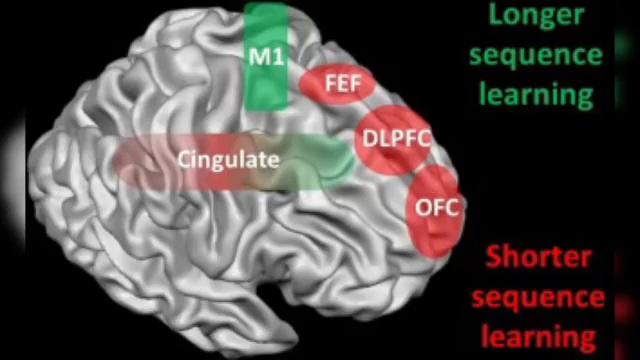 Longer
sequence
learning
M1
FEF
DLPFC
Cingulate
OFC
Shorter
sequence
learning